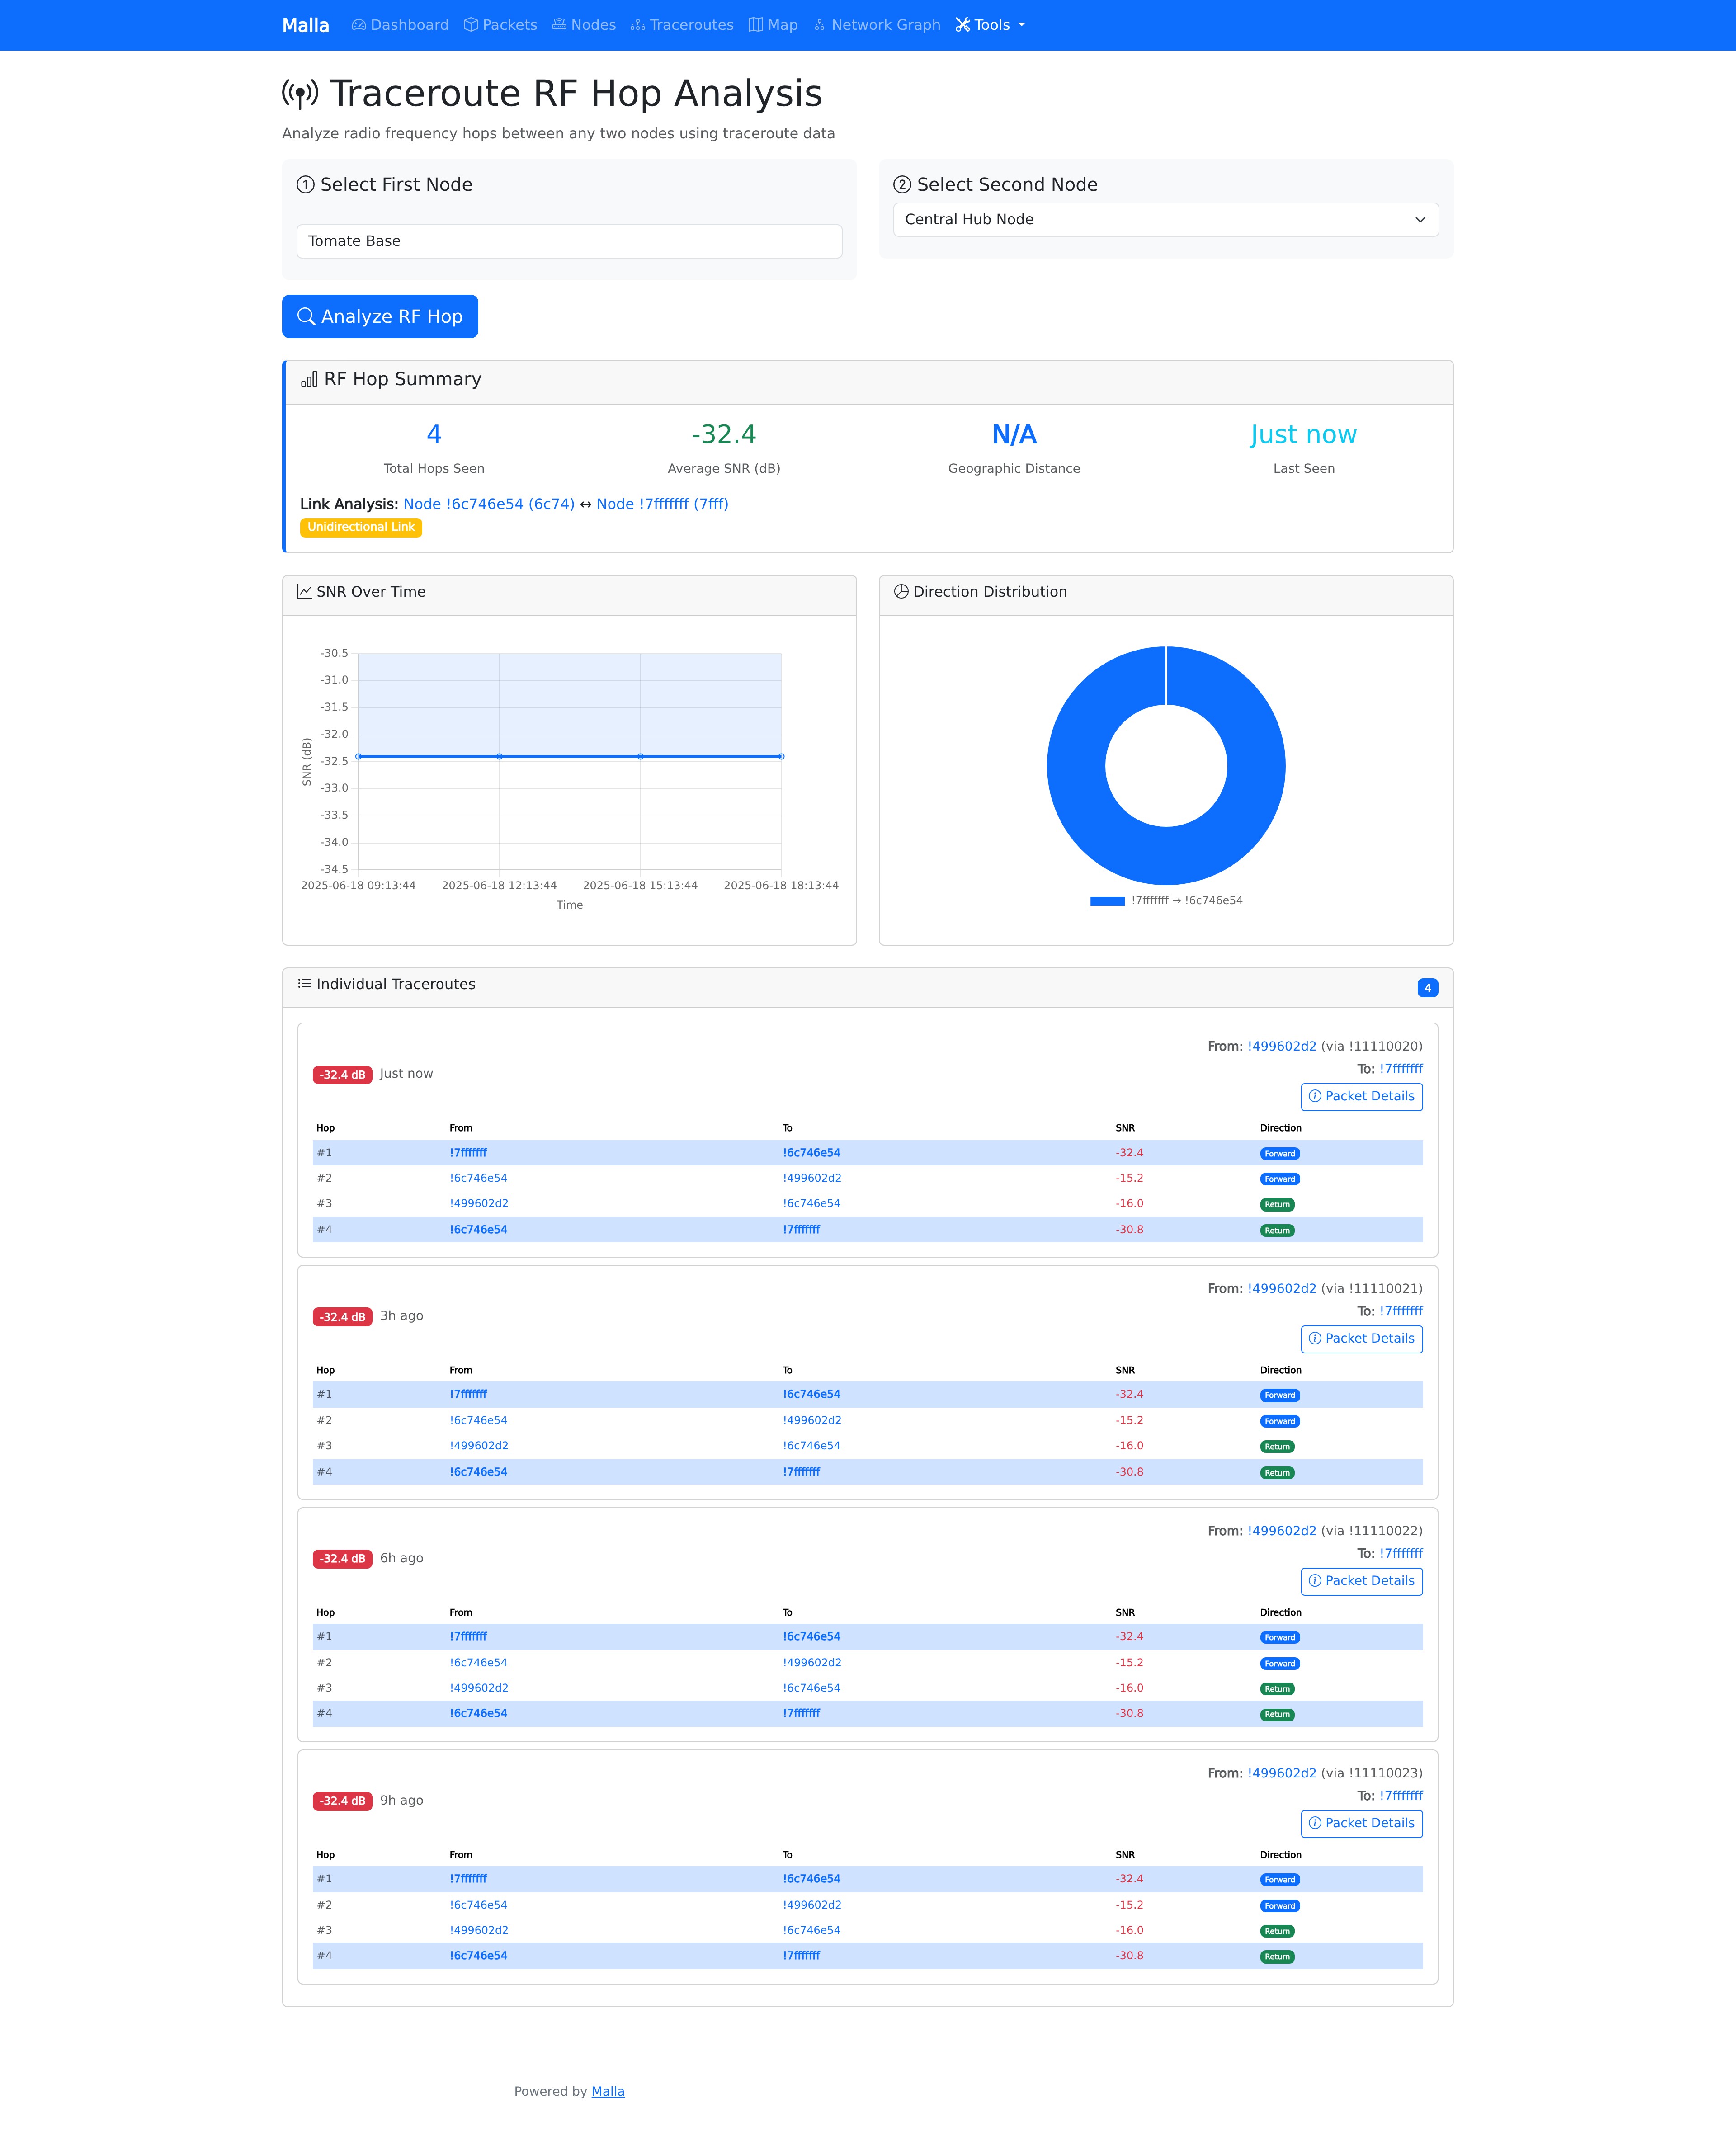 Malla Dashboard Packets Nodes Traceroutes Map Network Graph Tools
Traceroute RF Hop Analysis
Analyze radio frequency hops between any two nodes using traceroute data
1 Select First Node
Tomate Base
2 Select Second Node
Central Hub Node
Analyze RF Hop
RF Hop Summary
4
Total Hops Seen
-32.4
Average SNR (dB)
N/A
Geographic Distance
Just now
Last Seen
Link Analysis: Node !6c746e54 (6c74) ↔ Node !7fffffff (7fff)
Unidirectional Link
SNR Over Time
SNR (dB)
-30.5
-31.0
-31.5
-32.0
-32.5
-33.0
-33.5
-34.0
-34.5
2025-06-18 09:13:44 2025-06-18 12:13:44 2025-06-18 15:13:44 2025-06-18 18:13:44
Time
Direction Distribution
!7fffffff → !6c746e54
Individual Traceroutes 4
From: !499602d2 (via !11110020)
-32.4 dB Just now
To: !7fffffff
Packet Details
Hop From To SNR Direction
#1 !7fffffff !6c746e54 -32.4 Forward
#2 !6c746e54 !499602d2 -15.2 Forward
#3 !499602d2 !6c746e54 -16.0 Return
#4 !6c746e54 !7fffffff -30.8 Return
From: !499602d2 (via !11110021)
-32.4 dB 3h ago
To: !7fffffff
Packet Details
Hop From To SNR Direction
#1 !7fffffff !6c746e54 -32.4 Forward
#2 !6c746e54 !499602d2 -15.2 Forward
#3 !499602d2 !6c746e54 -16.0 Return
#4 !6c746e54 !7fffffff -30.8 Return
From: !499602d2 (via !11110022)
-32.4 dB 6h ago
To: !7fffffff
Packet Details
Hop From To SNR Direction
#1 !7fffffff !6c746e54 -32.4 Forward
#2 !6c746e54 !499602d2 -15.2 Forward
#3 !499602d2 !6c746e54 -16.0 Return
#4 !6c746e54 !7fffffff -30.8 Return
From: !499602d2 (via !11110023)
-32.4 dB 9h ago
To: !7fffffff
Packet Details
Hop From To SNR Direction
#1 !7fffffff !6c746e54 -32.4 Forward
#2 !6c746e54 !499602d2 -15.2 Forward
#3 !499602d2 !6c746e54 -16.0 Return
#4 !6c746e54 !7fffffff -30.8 Return
Powered by Malla